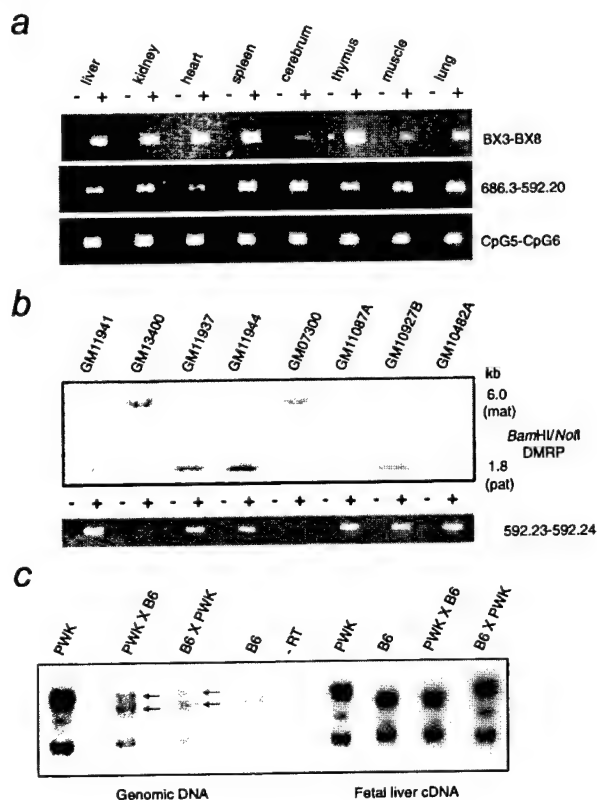 a
liver kidney heart spleen cerebrum thymus muscle lung
- + - + - + - + - + - + - + - +
BX3-BX8
686.3-592.20
CpG5-CpG6
b
GM11941 GM13400 GM11937 GM11944 GM07300 GM11087A GM10927B GM10482A
kb
6.0
(mat)
BamHI/NotI
DMRP
1.8
(pat)
- + - + - + - + - + - + - + - +
592.23-592.24
c
PWK PWK X B6 B6 X PWK B6 - RT PWK B6 PWK X B6 B6 X PWK
Genomic DNA Fetal liver cDNA